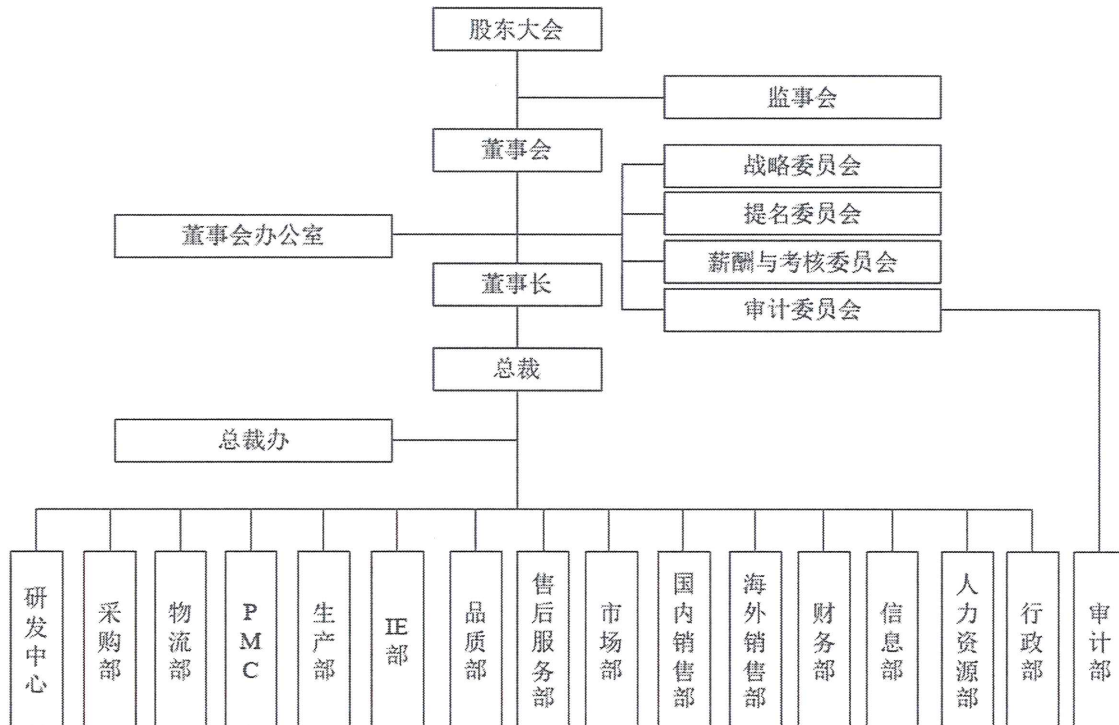 股东大会
监事会
董事会
战略委员会
提名委员会
董事会办公室
薪酬与考核委员会
董事长
审计委员会
总裁
总裁办
研发中心
采购部
物流部
PMC
生产部
IE部
品质部
售后服务部
市场部
国内销售部
海外销售部
财务部
信息部
人力资源部
行政部
审计部